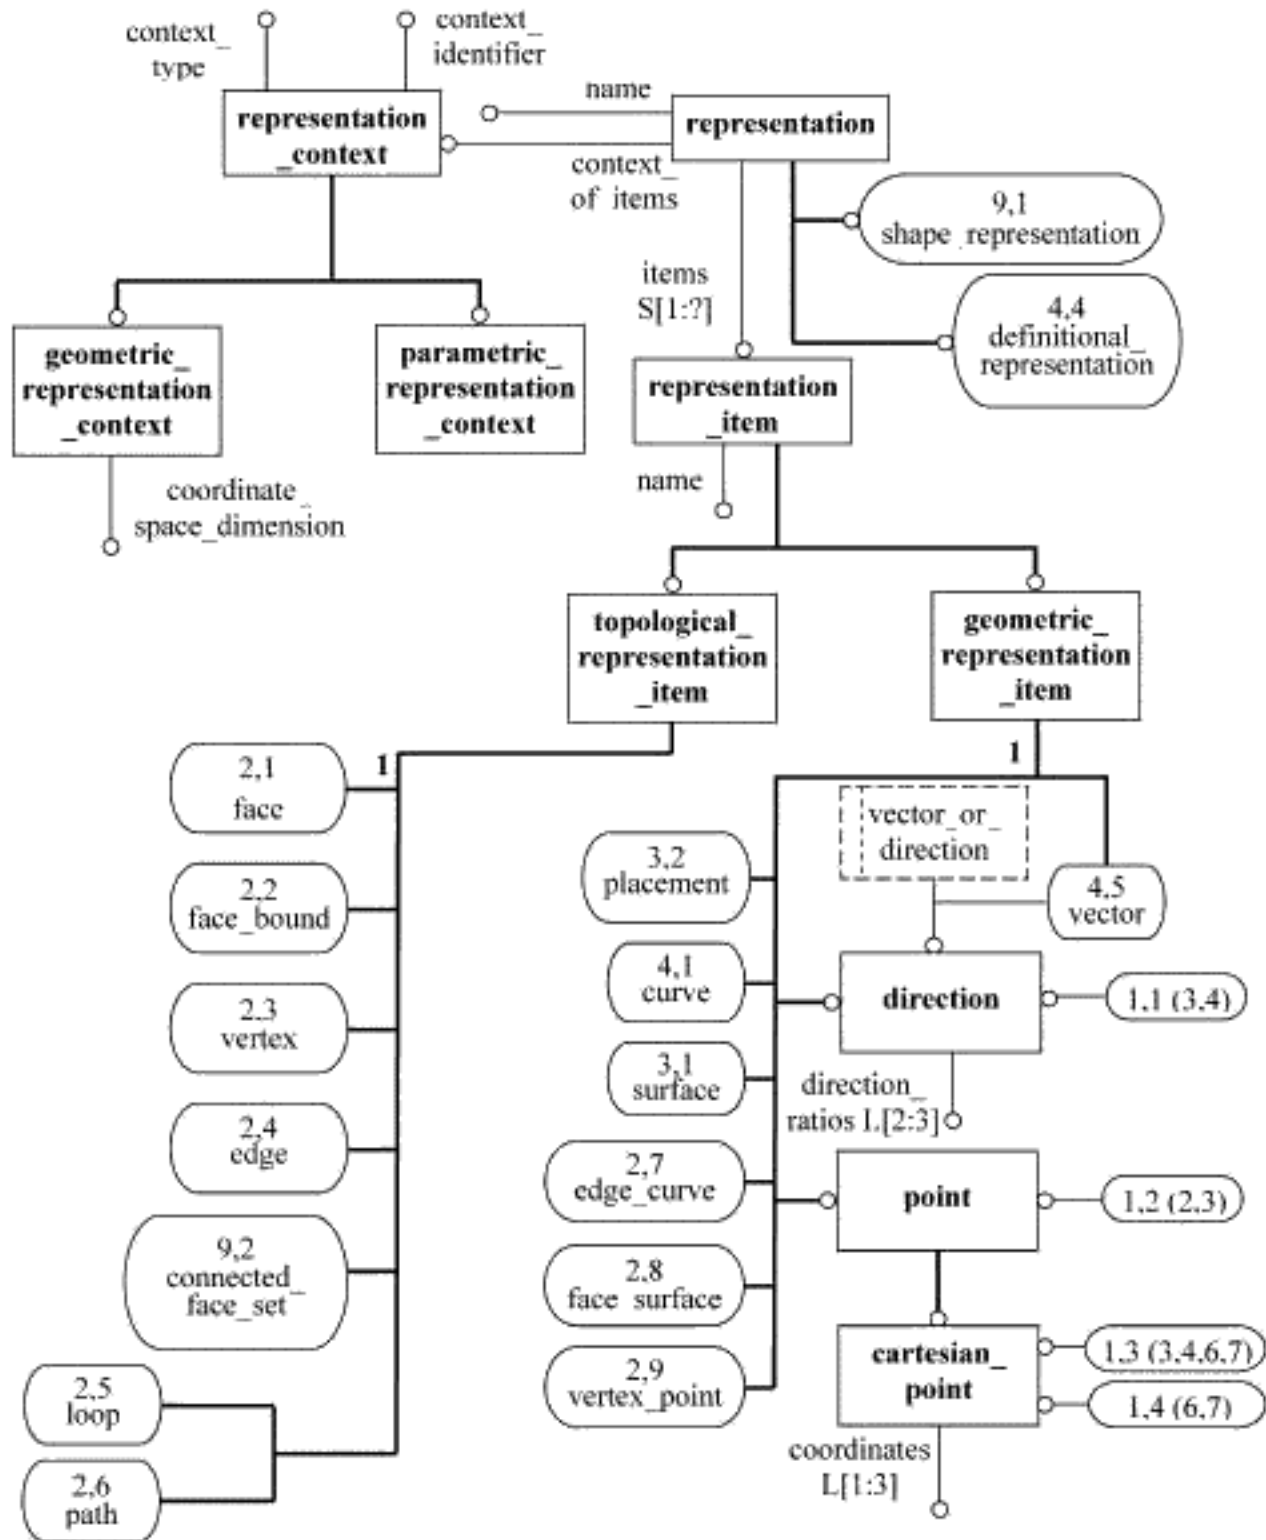 context_
type
context_
identifier
name
representation
_context
representation
context_
of items
9,1
shape_representation
items
S[1:?]
4,4
definitional_
representation
geometric_
representation
_context
parametric_
representation
_context
representation
_item
coordinate_
space_dimension
name
topological_
representation
_item
geometric_
representation
_item
1
1
2,1
face
vector_or_
direction
3,2
placement
4,5
vector
2,2
face_bound
4,1
curve
direction
1,1 (3,4)
2,3
vertex
3,1
surface
direction_
ratios L[2:3]
2,4
edge
2,7
edge_curve
point
1,2 (2,3)
9,2
connected_
face_set
2,8
face surface
cartesian_
point
1,3 (3,4,6,7)
1,4 (6,7)
2,9
vertex_point
2,5
loop
coordinates
L[1:3]
2,6
path